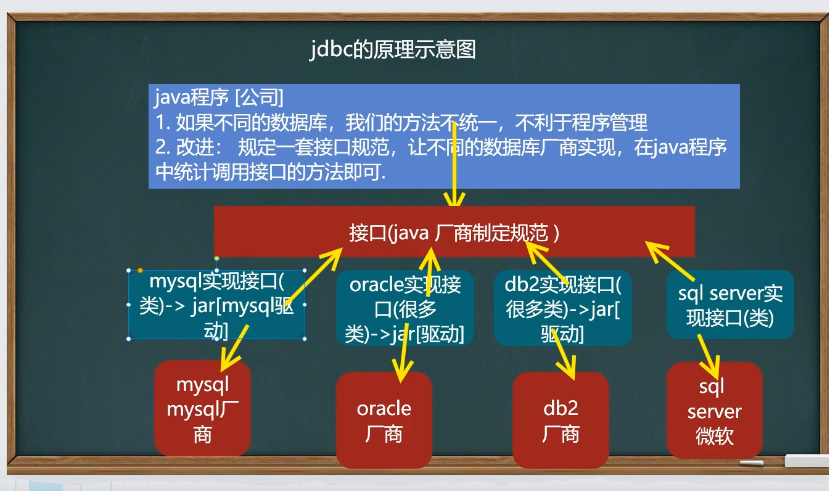 jdbc的原理示意图
java程序 [公司]
1. 如果不同的数据库，我们的方法不统一，不利于程序管理
2. 改进： 规定一套接口规范，让不同的数据库厂商实现，在java程序
中统计调用接口的方法即可.
接口(java 厂商制定规范 )
mysql实现接口(
类)-> jar[mysql驱
动]
oracle实现接
口(很多
类)->jar[驱动]
db2实现接口(
很多类)->jar[
驱动]
sql server实
现接口(类)
mysql
mysql厂
商
oracle
厂商
db2
厂商
sql
server
微软